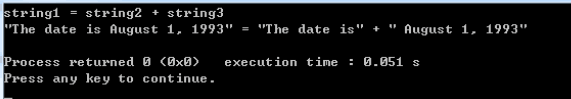 string1 = string2 + string3
"The date is August 1, 1993" = "The date is" + " August 1, 1993"
Process returned 0 (0x0)   execution time : 0.051 s
Press any key to continue.